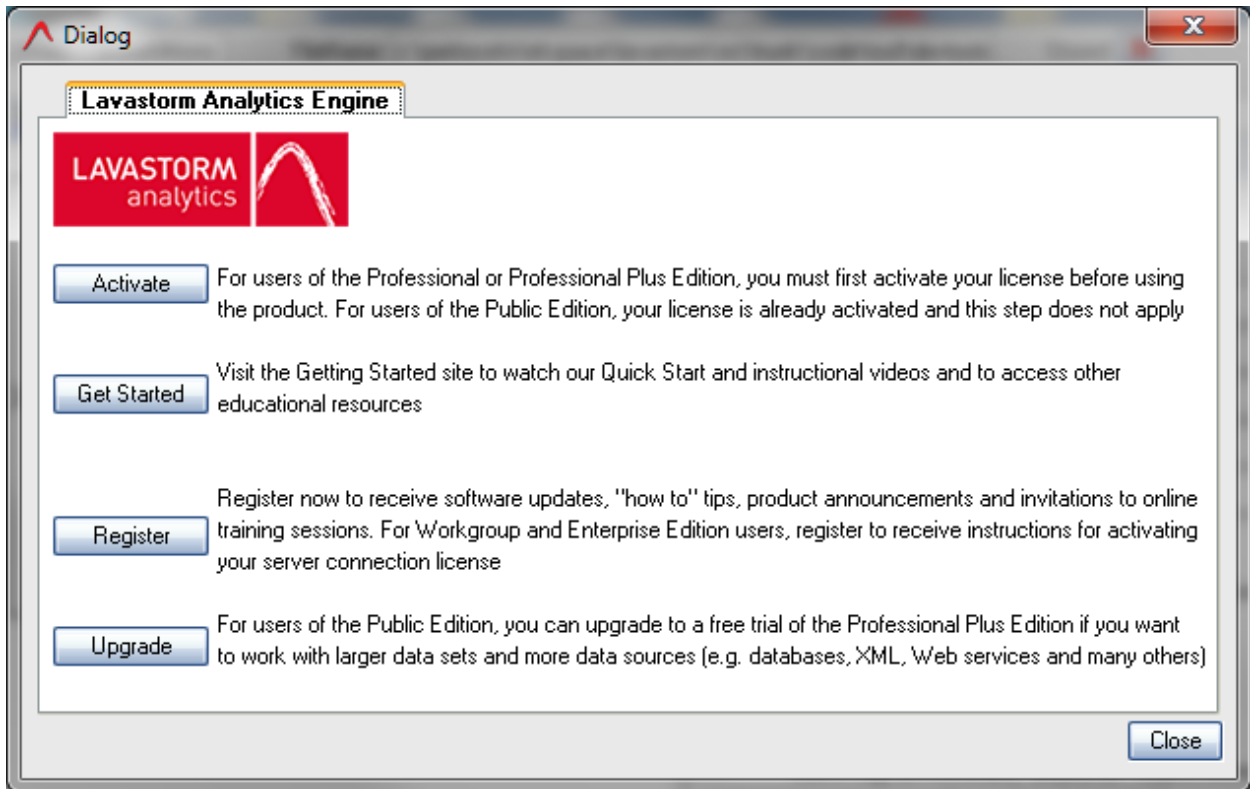 Dialog
Lavastorm Analytics Engine
LAVASTORM
analytics
Activate
For users of the Professional or Professional Plus Edition, you must first activate your license before using
the product. For users of the Public Edition, your license is already activated and this step does not apply
Get Started
Visit the Getting Started site to watch our Quick Start and instructional videos and to access other
educational resources
Register
Register now to receive software updates, "how to" tips, product announcements and invitations to online
training sessions. For Workgroup and Enterprise Edition users, register to receive instructions for activating
your server connection license
Upgrade
For users of the Public Edition, you can upgrade to a free trial of the Professional Plus Edition if you want
to work with larger data sets and more data sources (e.g. databases, XML, Web services and many others)
Close